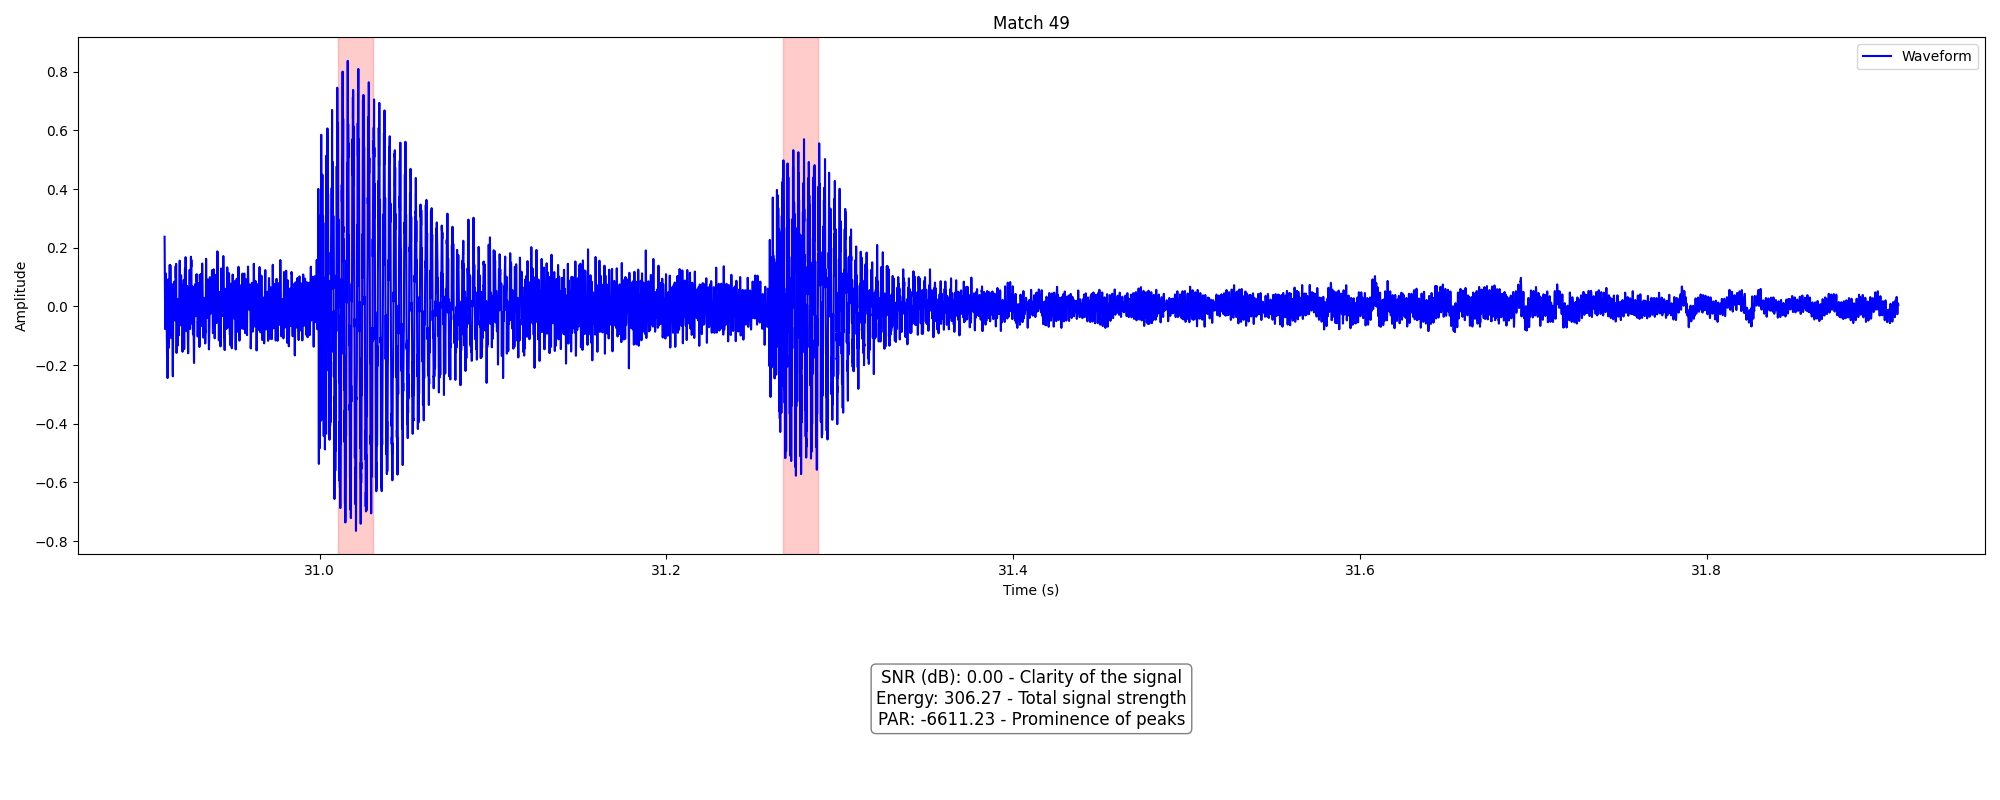 Match 49
Waveform
Amplitude
0.8
0.6
0.4
0.2
0.0
−0.2
−0.4
−0.6
−0.8
31.0 31.2 31.4 31.6 31.8
Time (s)
SNR (dB): 0.00 - Clarity of the signal
Energy: 306.27 - Total signal strength
PAR: -6611.23 - Prominence of peaks